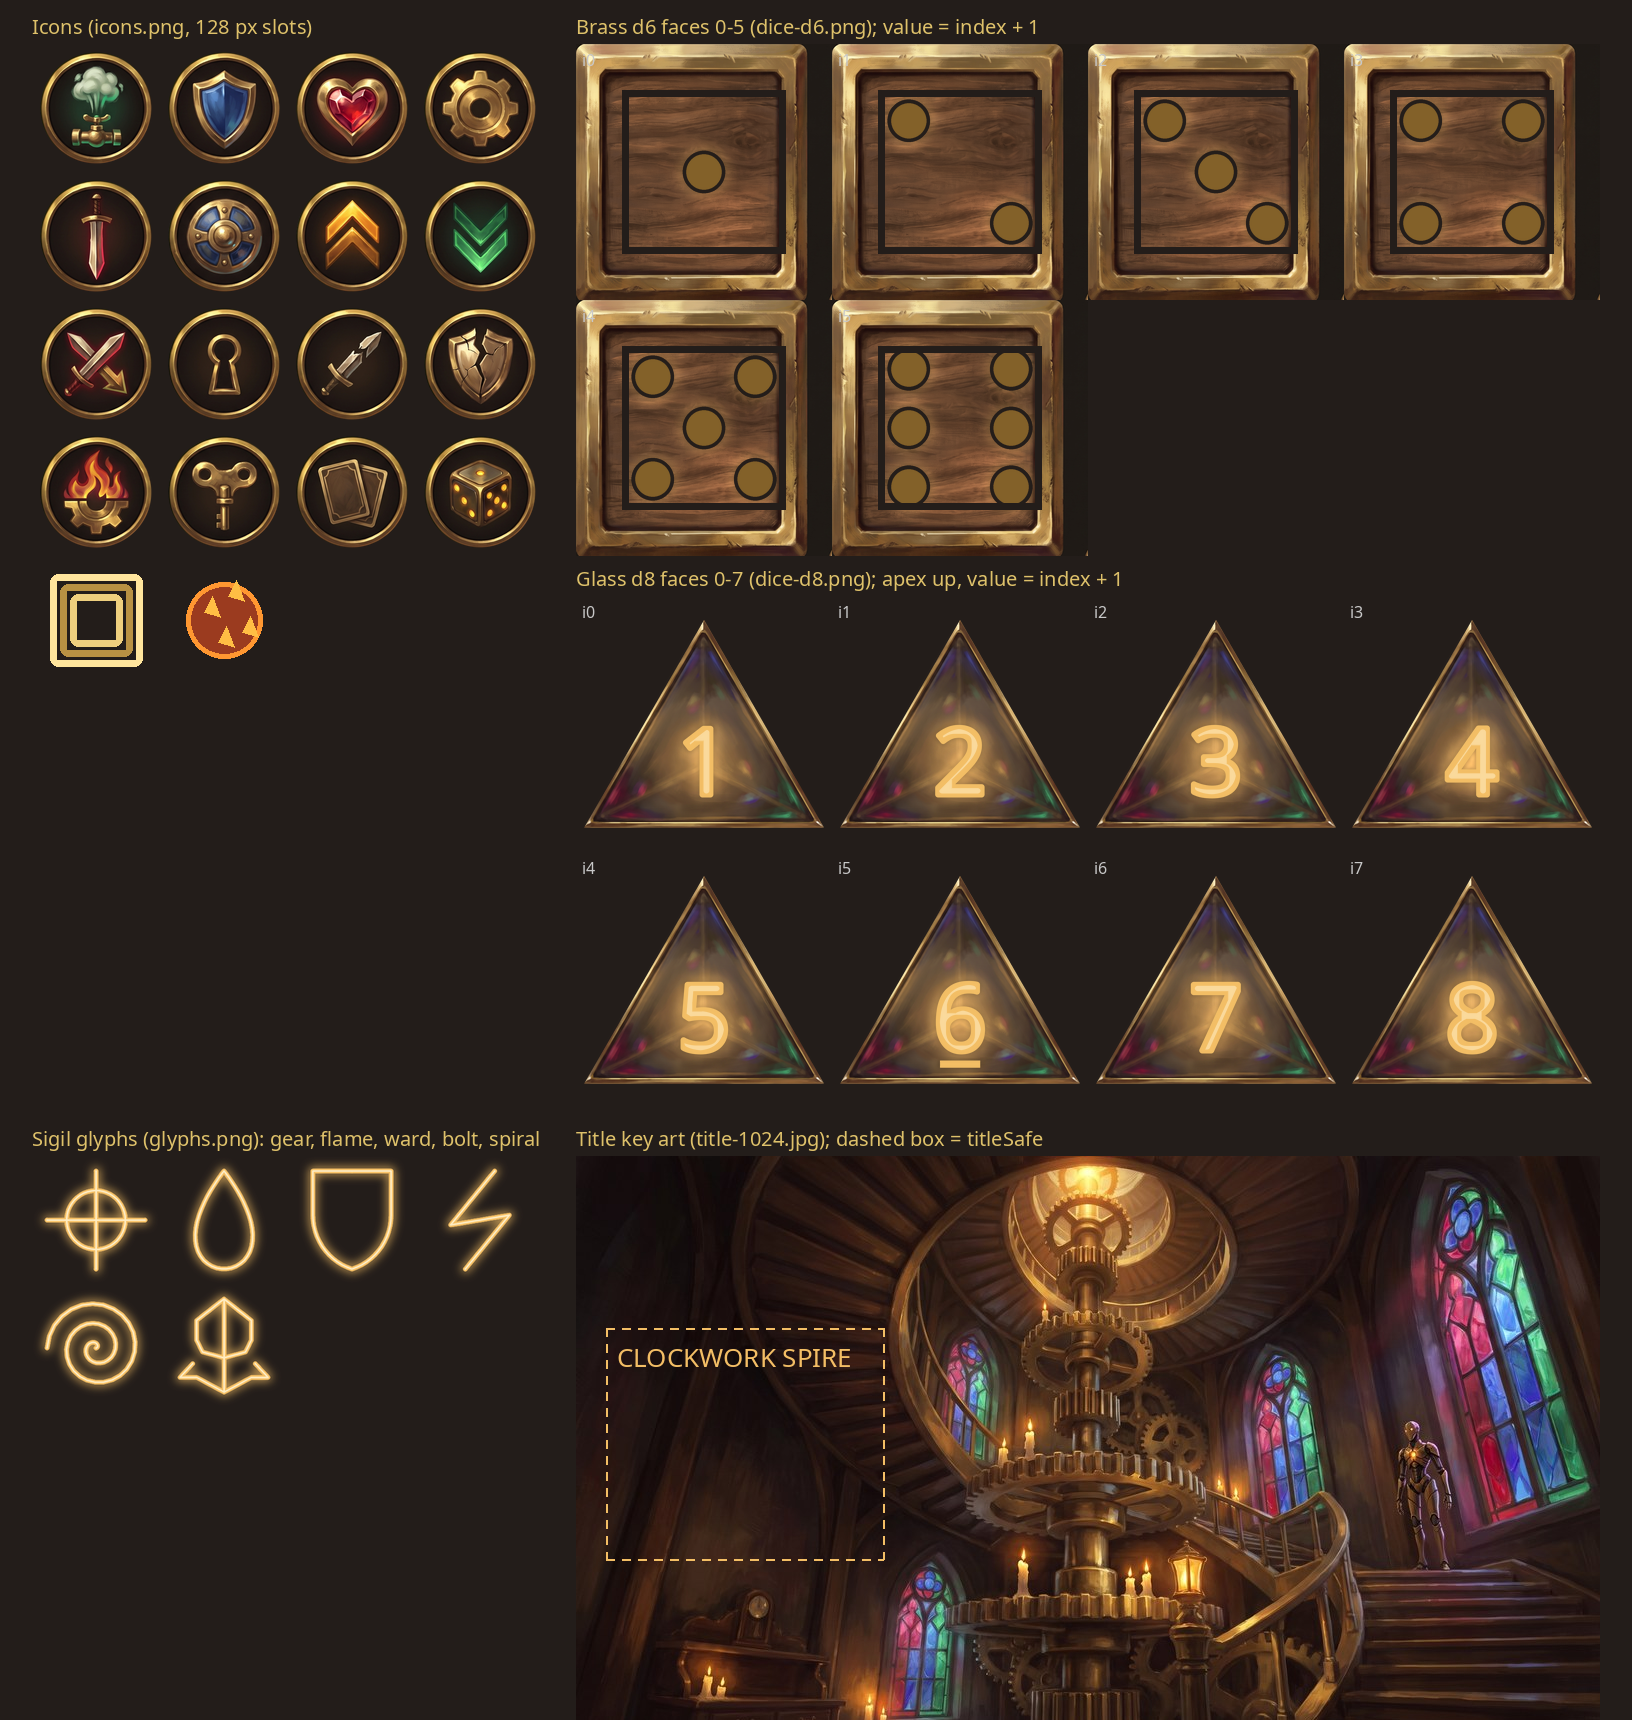 Icons (icons.png, 128 px slots)
Brass d6 faces 0-5 (dice-d6.png); value = index + 1
Glass d8 faces 0-7 (dice-d8.png); apex up, value = index + 1
i0
i1
i2
i3
1
2
3
4
i4
i5
i6
i7
5
6
7
8
Sigil glyphs (glyphs.png): gear, flame, ward, bolt, spiral
Title key art (title-1024.jpg); dashed box = titleSafe
CLOCKWORK SPIRE